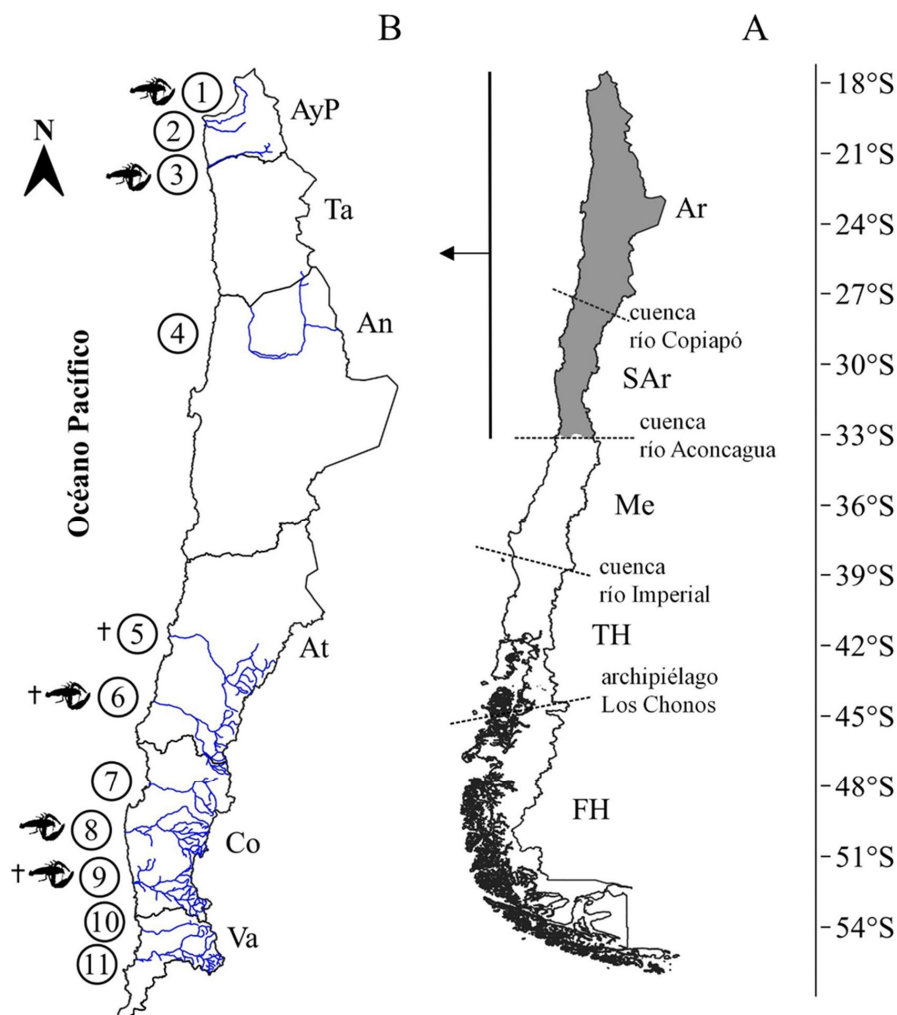 B
A
N
1
AyP
2
3
Ta
4
An
Océano Pacífico
† 5
† 6
At
7
8
Co
† 9
10
Va
11
Ar
cuenca
río Copiapó
SAr
cuenca
río Aconcagua
Me
cuenca
río Imperial
TH
archipiélago
Los Chonos
FH
18°S
21°S
24°S
27°S
30°S
33°S
36°S
39°S
42°S
45°S
48°S
51°S
54°S